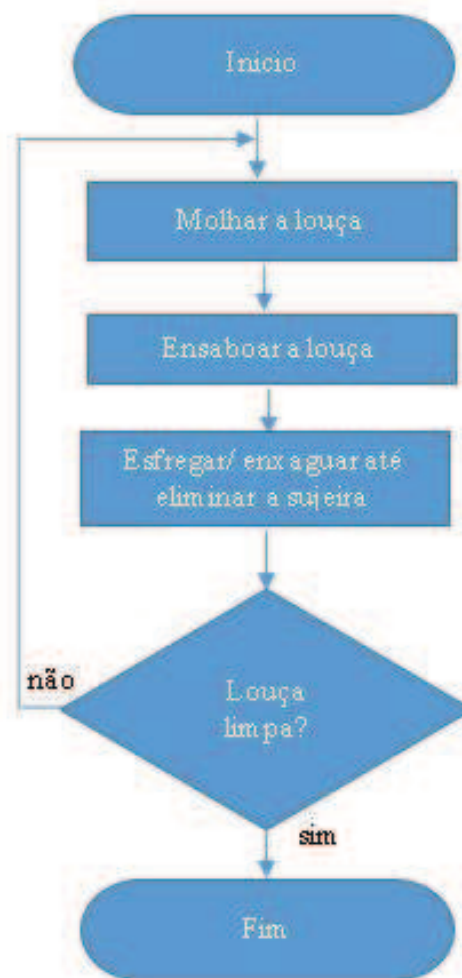 Inicio
Molhar a louça
Ensaboar a louça
Esfregar/ enxaguar até
eliminar a sujeira
não
Louça
limpa?
sim
Fim